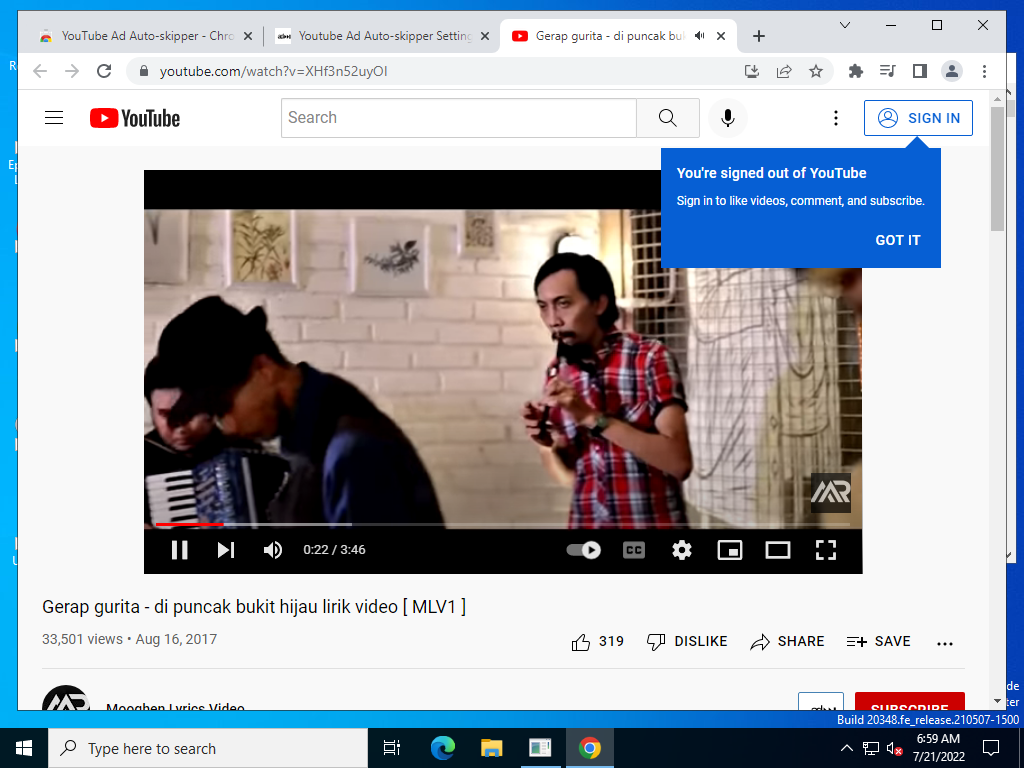 YouTube Ad Auto-skipper - Chro
Youtube Ad Auto-skipper Setting
Gerap gurita - di puncak buk
youtube.com/watch?v=XHf3n52uyOI
YouTube
Search
SIGN IN
You're signed out of YouTube
Sign in to like videos, comment, and subscribe.
GOT IT
0:22 / 3:46
CC
Gerap gurita - di puncak bukit hijau lirik video [ MLV1 ]
33,501 views • Aug 16, 2017
319
DISLIKE
SHARE
SAVE
Mooghen Lyrics Video
SUBSCRIBE
Build 20348.fe_release.210507-1500
Type here to search
6:59 AM
7/21/2022